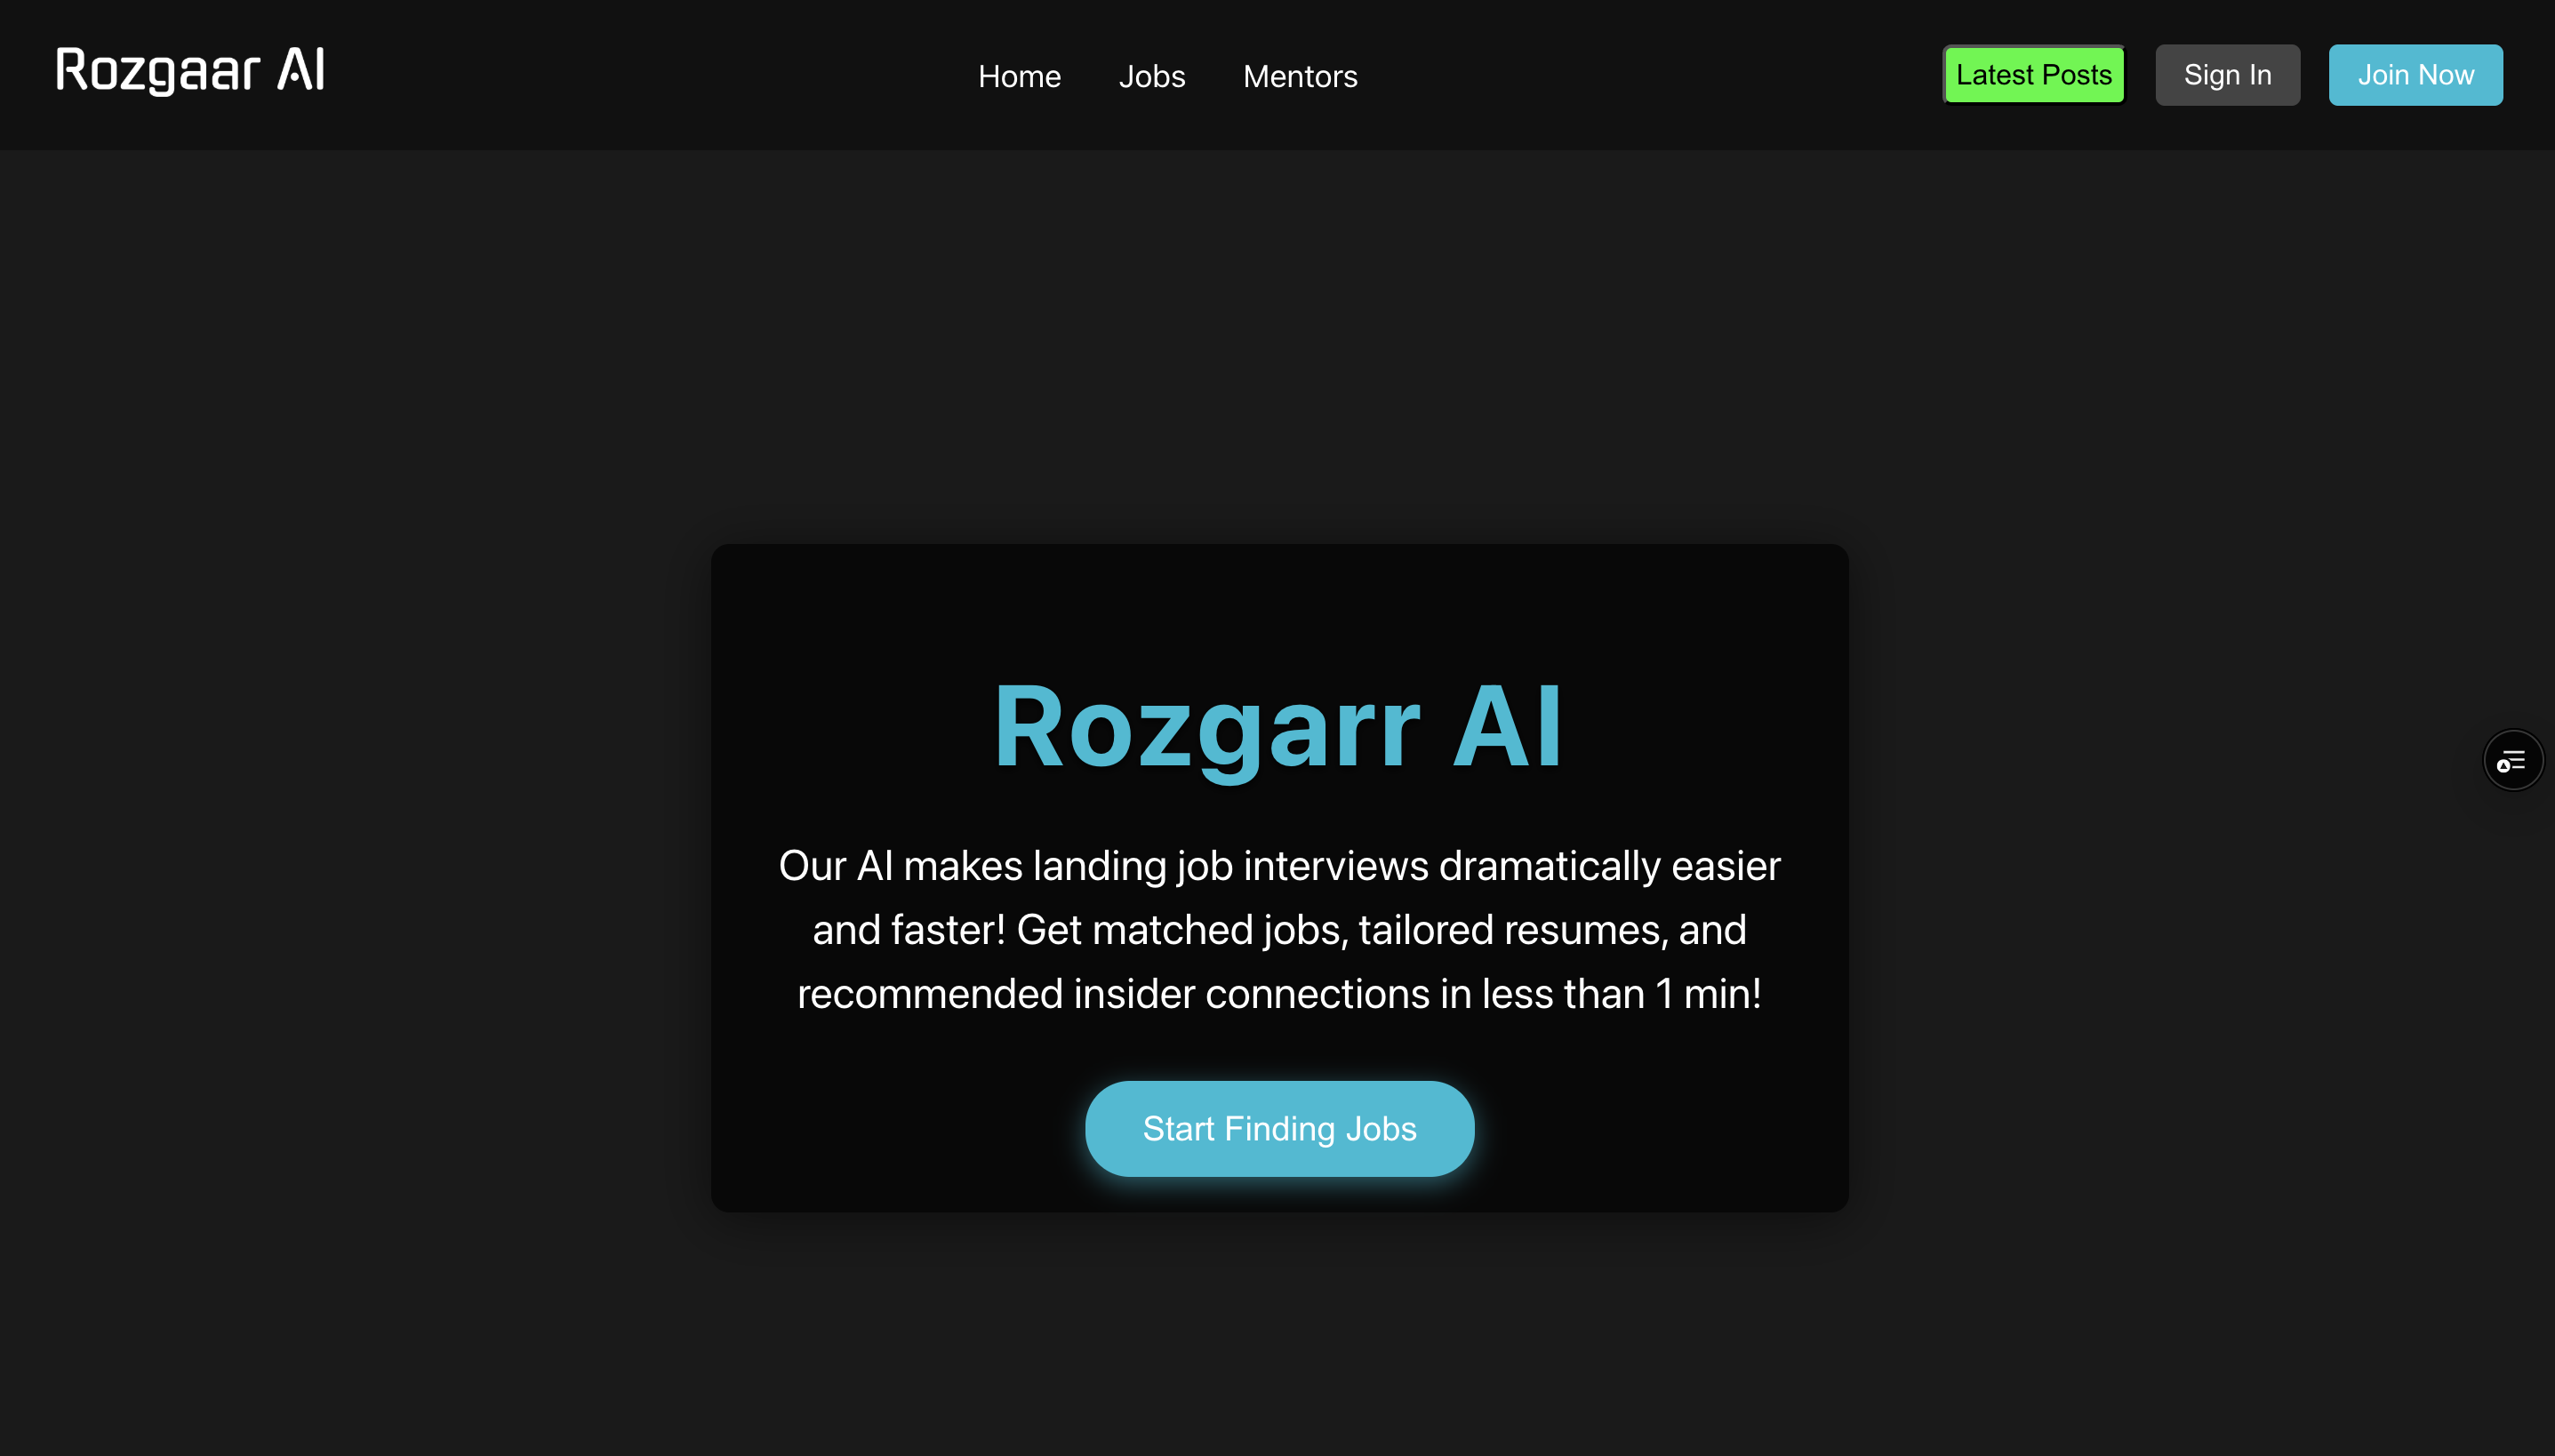 Rozgaar AI
Home
Jobs
Mentors
Latest Posts
Sign In
Join Now
Rozgarr AI
Our AI makes landing job interviews dramatically easier
and faster! Get matched jobs, tailored resumes, and
recommended insider connections in less than 1 min!
Start Finding Jobs